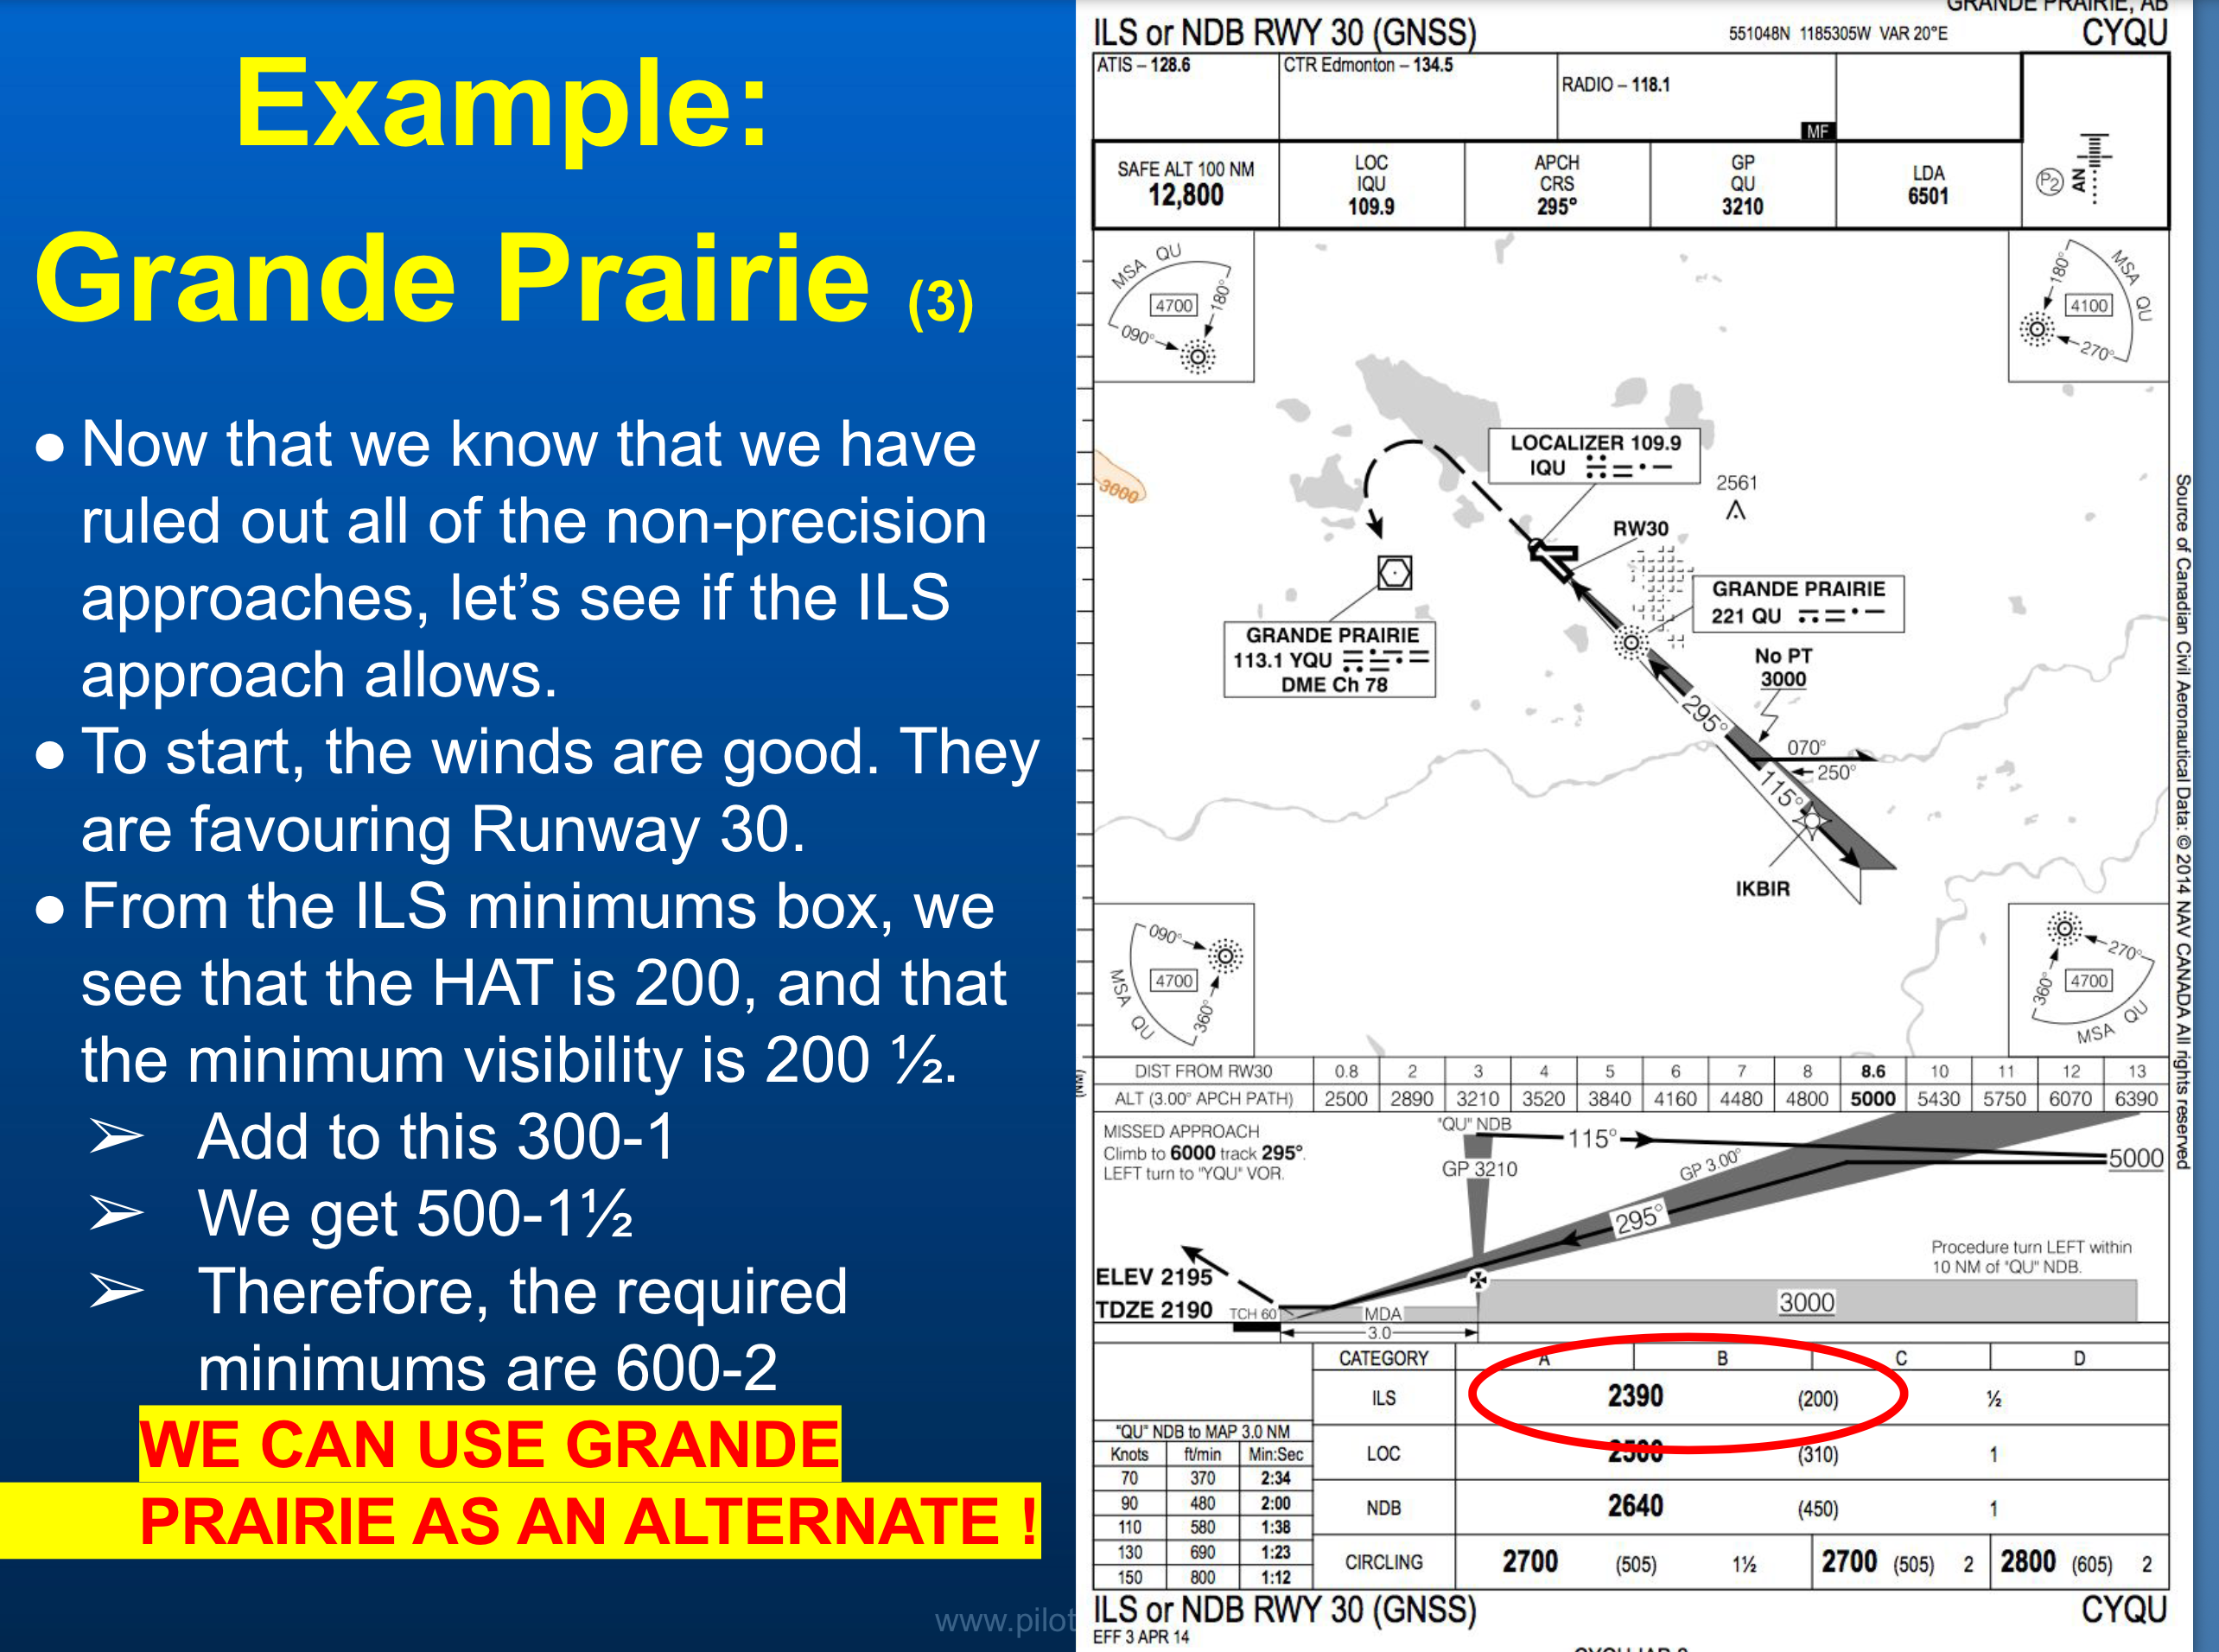 Example:
Grande Prairie (3)
● Now that we know that we have
ruled out all of the non-precision
approaches, let’s see if the ILS
approach allows.
● To start, the winds are good. They
are favouring Runway 30.
● From the ILS minimums box, we
see that the HAT is 200, and that
the minimum visibility is 200 ½.
➢ Add to this 300-1
➢ We get 500-1½
➢ Therefore, the required
minimums are 600-2
WE CAN USE GRANDE
PRAIRIE AS AN ALTERNATE !
www.pilot
GRANDE PRAIRIE, AB
ILS or NDB RWY 30 (GNSS)
551048N 1185305W VAR 20°E
CYQU
ATIS – 128.6
CTR Edmonton – 134.5
RADIO – 118.1
MF
SAFE ALT 100 NM
12,800
LOC
IQU
109.9
APCH
CRS
295°
GP
QU
3210
LDA
6501
P2
AN
MSA QU
4700
180°
090°
MSA QU
4100
180°
270°
LOCALIZER 109.9
IQU
2561
3000
RW30
GRANDE PRAIRIE
221 QU
GRANDE PRAIRIE
113.1 YQU
DME Ch 78
No PT
3000
295°
070°
250°
115°
IKBIR
MSA QU
4700
090°
360°
MSA QU
4700
270°
360°
Source of Canadian Civil Aeronautical Data: © 2014 NAV CANADA All rights reserved
(NM)
DIST FROM RW30 0.8 2 3 4 5 6 7 8 8.6 10 11 12 13
ALT (3.00° APCH PATH) 2500 2890 3210 3520 3840 4160 4480 4800 5000 5430 5750 6070 6390
MISSED APPROACH
Climb to 6000 track 295°.
LEFT turn to "YQU" VOR.
"QU" NDB
GP 3210
115°
GP 3.00°
5000
295°
Procedure turn LEFT within
10 NM of "QU" NDB.
ELEV 2195
TDZE 2190
TCH 60
MDA
3.0
3000
CATEGORY A B C D
ILS 2390 (200) ½
LOC 2500 (310) 1
NDB 2640 (450) 1
CIRCLING 2700 (505) 1½ 2700 (505) 2 2800 (605) 2
"QU" NDB to MAP 3.0 NM
Knots ft/min Min:Sec
70 370 2:34
90 480 2:00
110 580 1:38
130 690 1:23
150 800 1:12
ILS or NDB RWY 30 (GNSS)
CYQU
EFF 3 APR 14